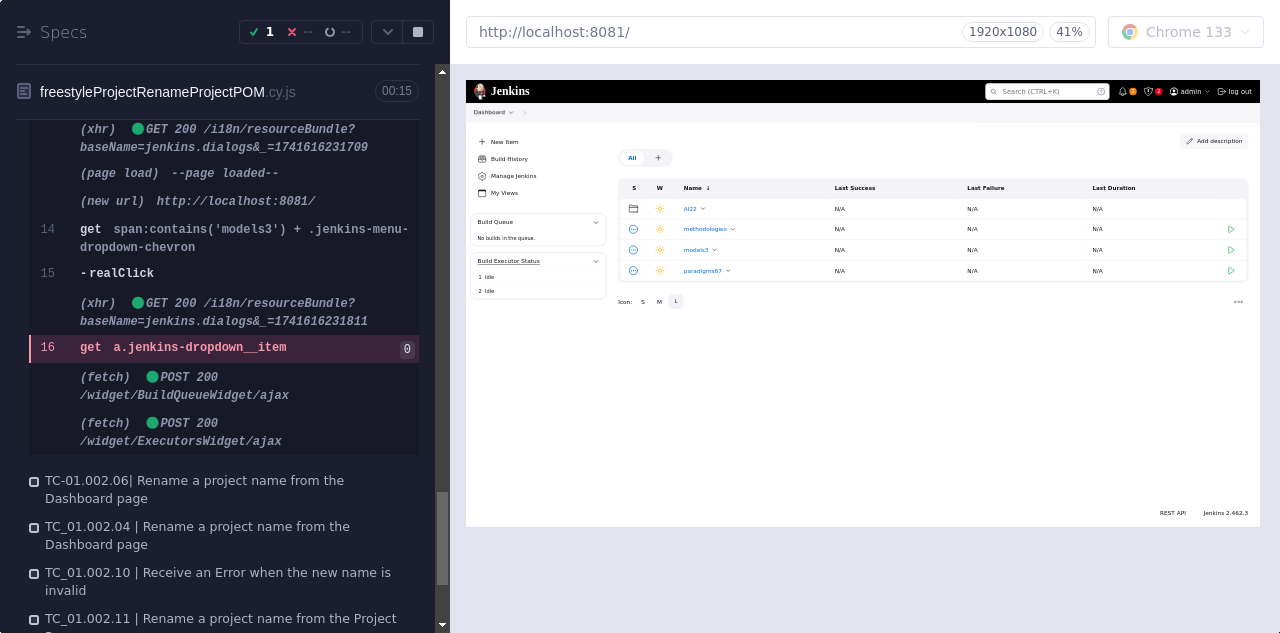 Specs
1
--
--
freestyleProjectRenameProjectPOM.cy.js
00:15
(xhr) GET 200 /i18n/resourceBundle?
baseName=jenkins.dialogs&_=1741616231709
(page load) --page loaded--
(new url) http://localhost:8081/
14 get span:contains('models3') + .jenkins-menu-
dropdown-chevron
15 -realClick
(xhr) GET 200 /i18n/resourceBundle?
baseName=jenkins.dialogs&_=1741616231811
16 get a.jenkins-dropdown__item 0
(fetch) POST 200
/widget/BuildQueueWidget/ajax
(fetch) POST 200
/widget/ExecutorsWidget/ajax
TC-01.002.06| Rename a project name from the
Dashboard page
TC_01.002.04 | Rename a project name from the
Dashboard page
TC_01.002.10 | Receive an Error when the new name is
invalid
TC_01.002.11 | Rename a project name from the Project
http://localhost:8081/
1920x1080
41%
Chrome 133
Jenkins
Search (CTRL+K)
2
2
admin
log out
Dashboard
New Item
Build History
Manage Jenkins
My Views
Build Queue
No builds in the queue.
Build Executor Status
1 Idle
2 Idle
Add description
All
+
S W Name ↓ Last Success Last Failure Last Duration
AI22 N/A N/A N/A
methodologies N/A N/A N/A
models3 N/A N/A N/A
paradigms67 N/A N/A N/A
Icon: S M L
REST API
Jenkins 2.462.3